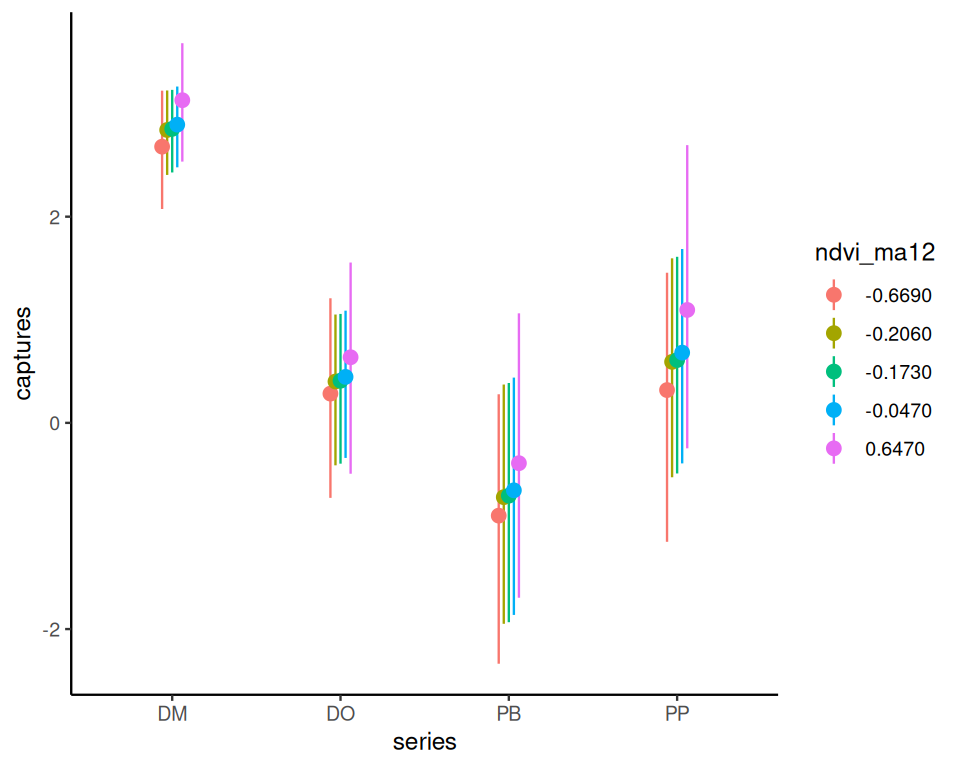 captures
2
0
-2
DM
DO
PB
PP
series
ndvi_ma12
-0.6690
-0.2060
-0.1730
-0.0470
0.6470